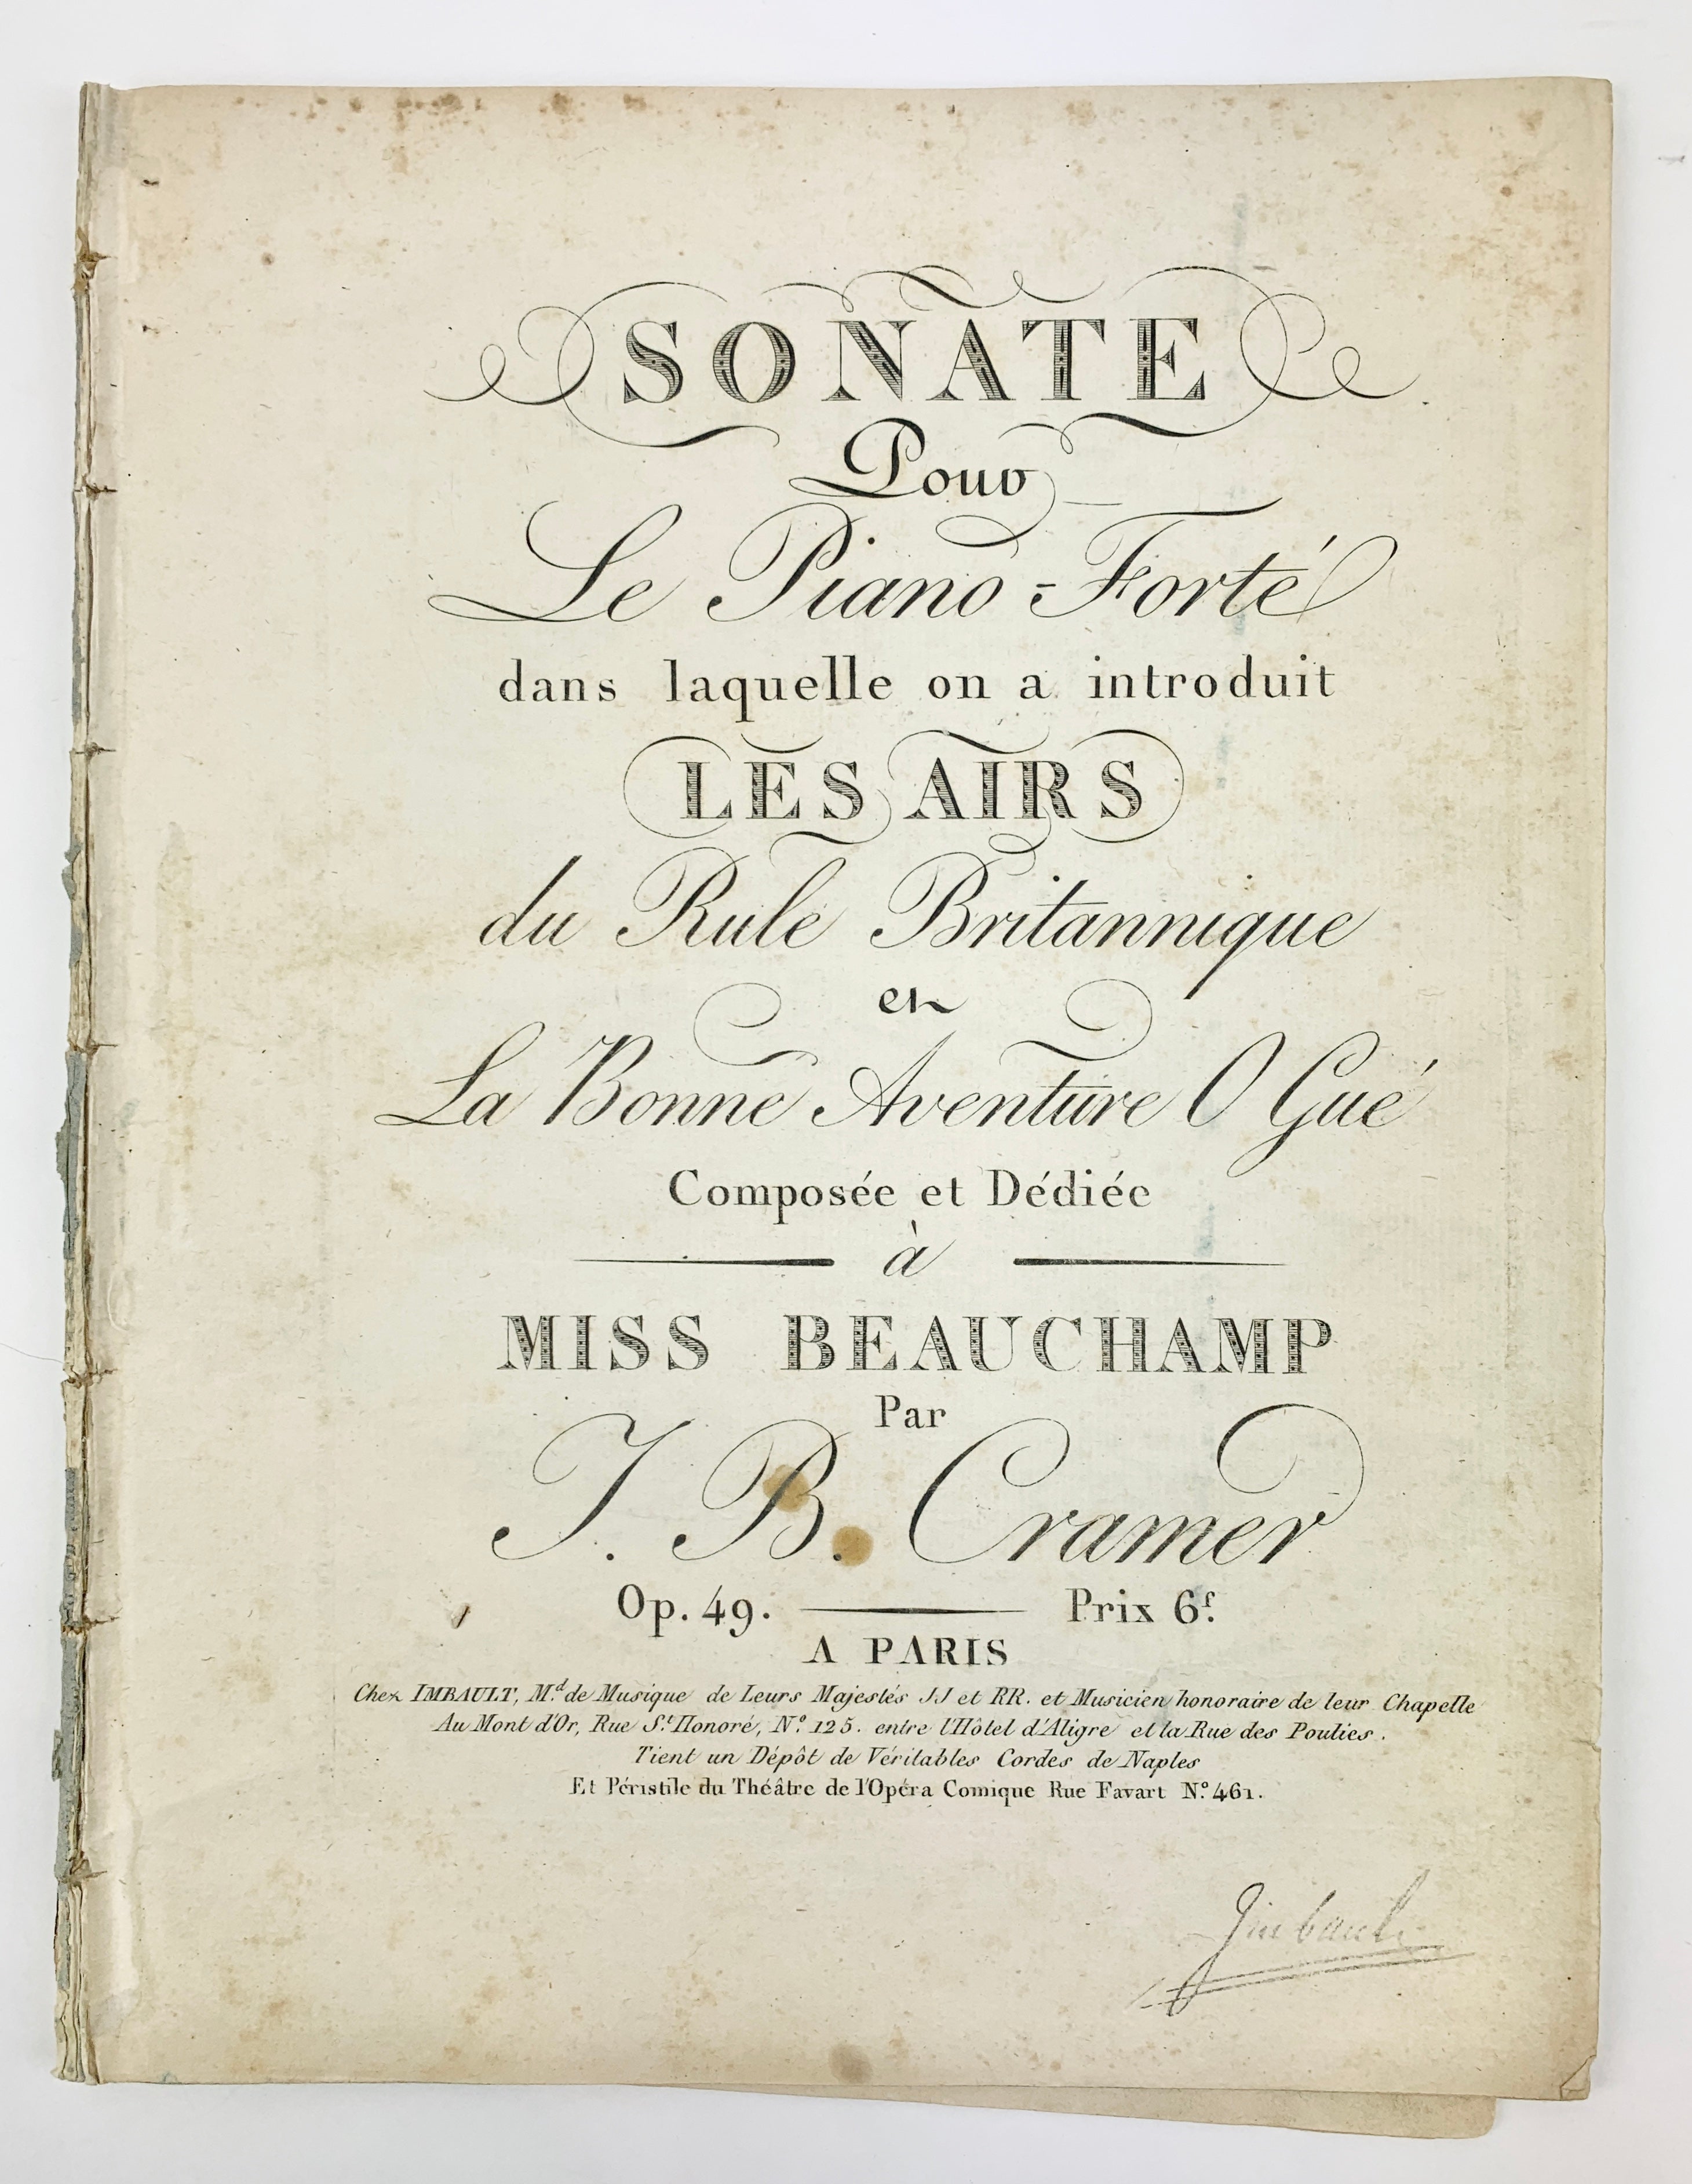 SONATE
Pour
Le Piano=Forté
dans laquelle on a introduit
LES AIRS
du Rule Britannique
et
La Bonne Aventure O Gué
Composée et Dédiée
à
MISS BEAUCHAMP
Par
J. B. Cramer
Op. 49. Prix 6f.
A PARIS
Chez IMBAULT, Md. de Musique de Leurs Majestés JJ et RR. et Musicien honoraire de leur Chapelle
Au Mont d'Or, Rue St. Honoré, No. 125. entre l'Hôtel d'Aligre et la Rue des Poulies.
Tient un Dépôt de Véritables Cordes de Naples
Et Péristile du Théâtre de l'Opéra Comique Rue Favart No. 461.
Imbault